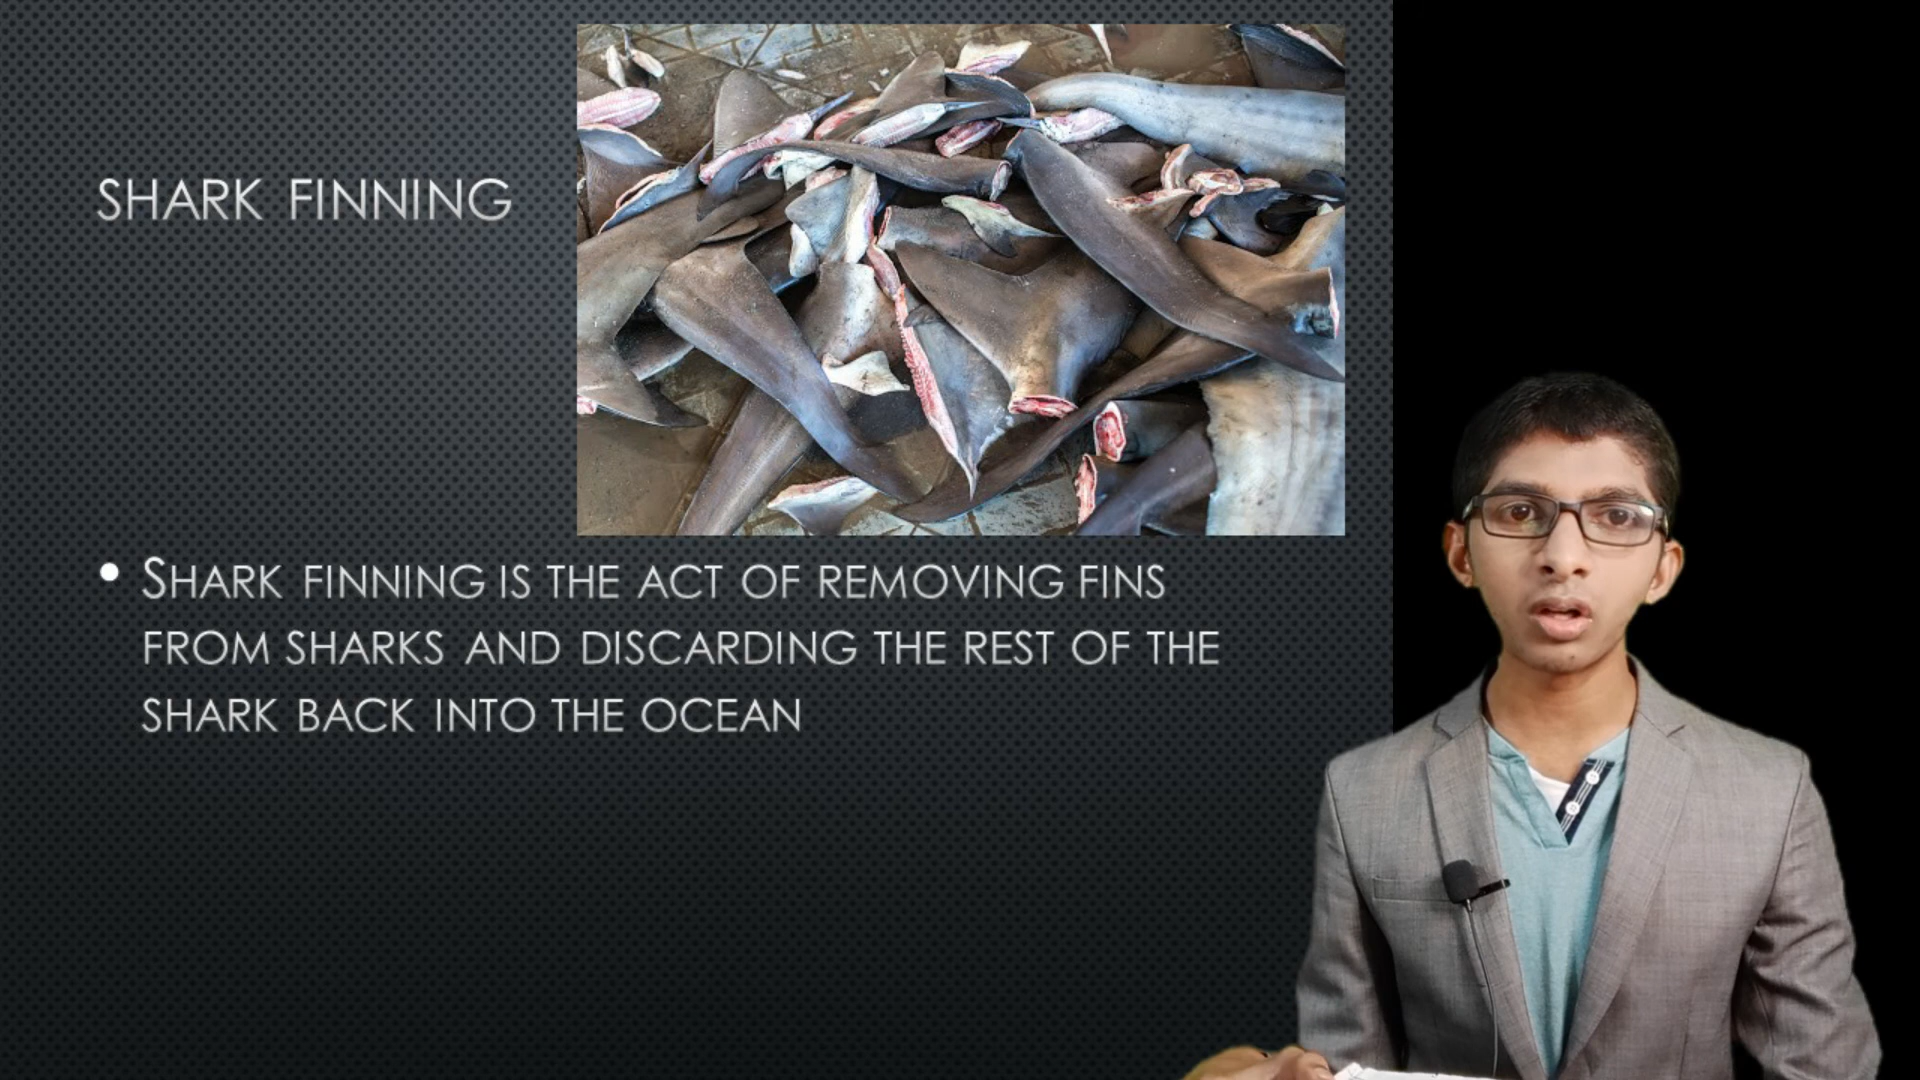 SHARK FINNING
• SHARK FINNING IS THE ACT OF REMOVING FINS
FROM SHARKS AND DISCARDING THE REST OF THE
SHARK BACK INTO THE OCEAN